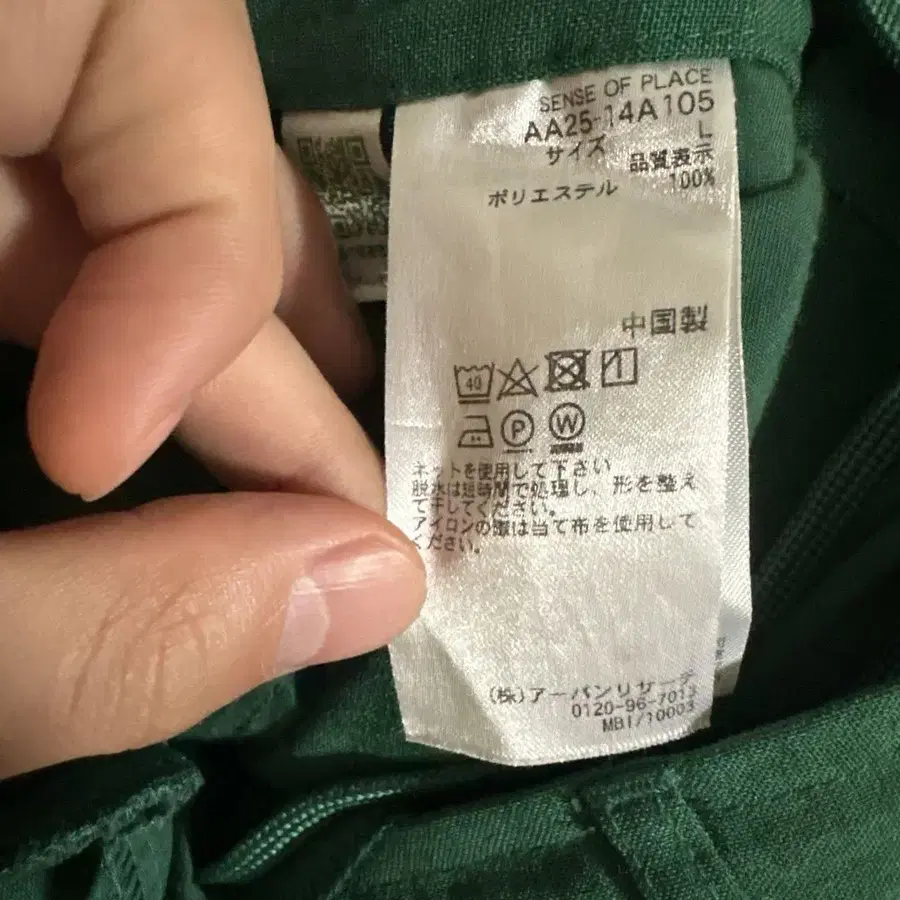 SENSE OF PLACE
AA25-14A105
サイズ L
品質表示
ポリエステル 100%
中国製
40
P
W
ネットを使用して下さい
脱水は短時間で処理し、形を整え
て干してください。
アイロンの際は当て布を使用して
ください。
(株)アーバンリサーチ
0120-96-7013
MBI/10003